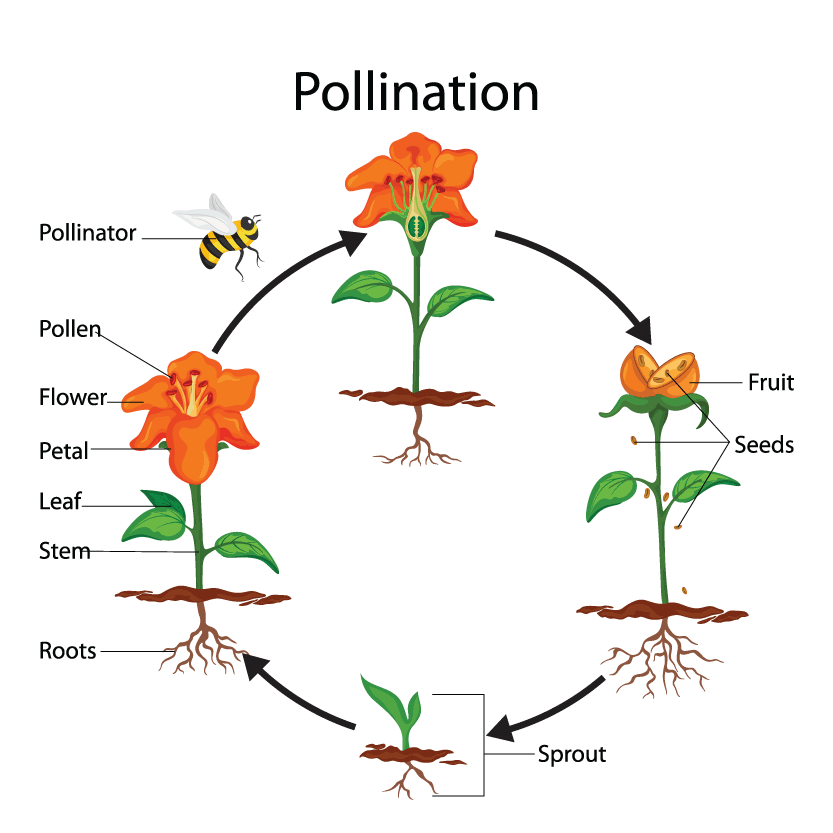 Pollination
Pollinator
Pollen
Flower
Petal
Leaf
Stem
Roots
Fruit
Seeds
Sprout